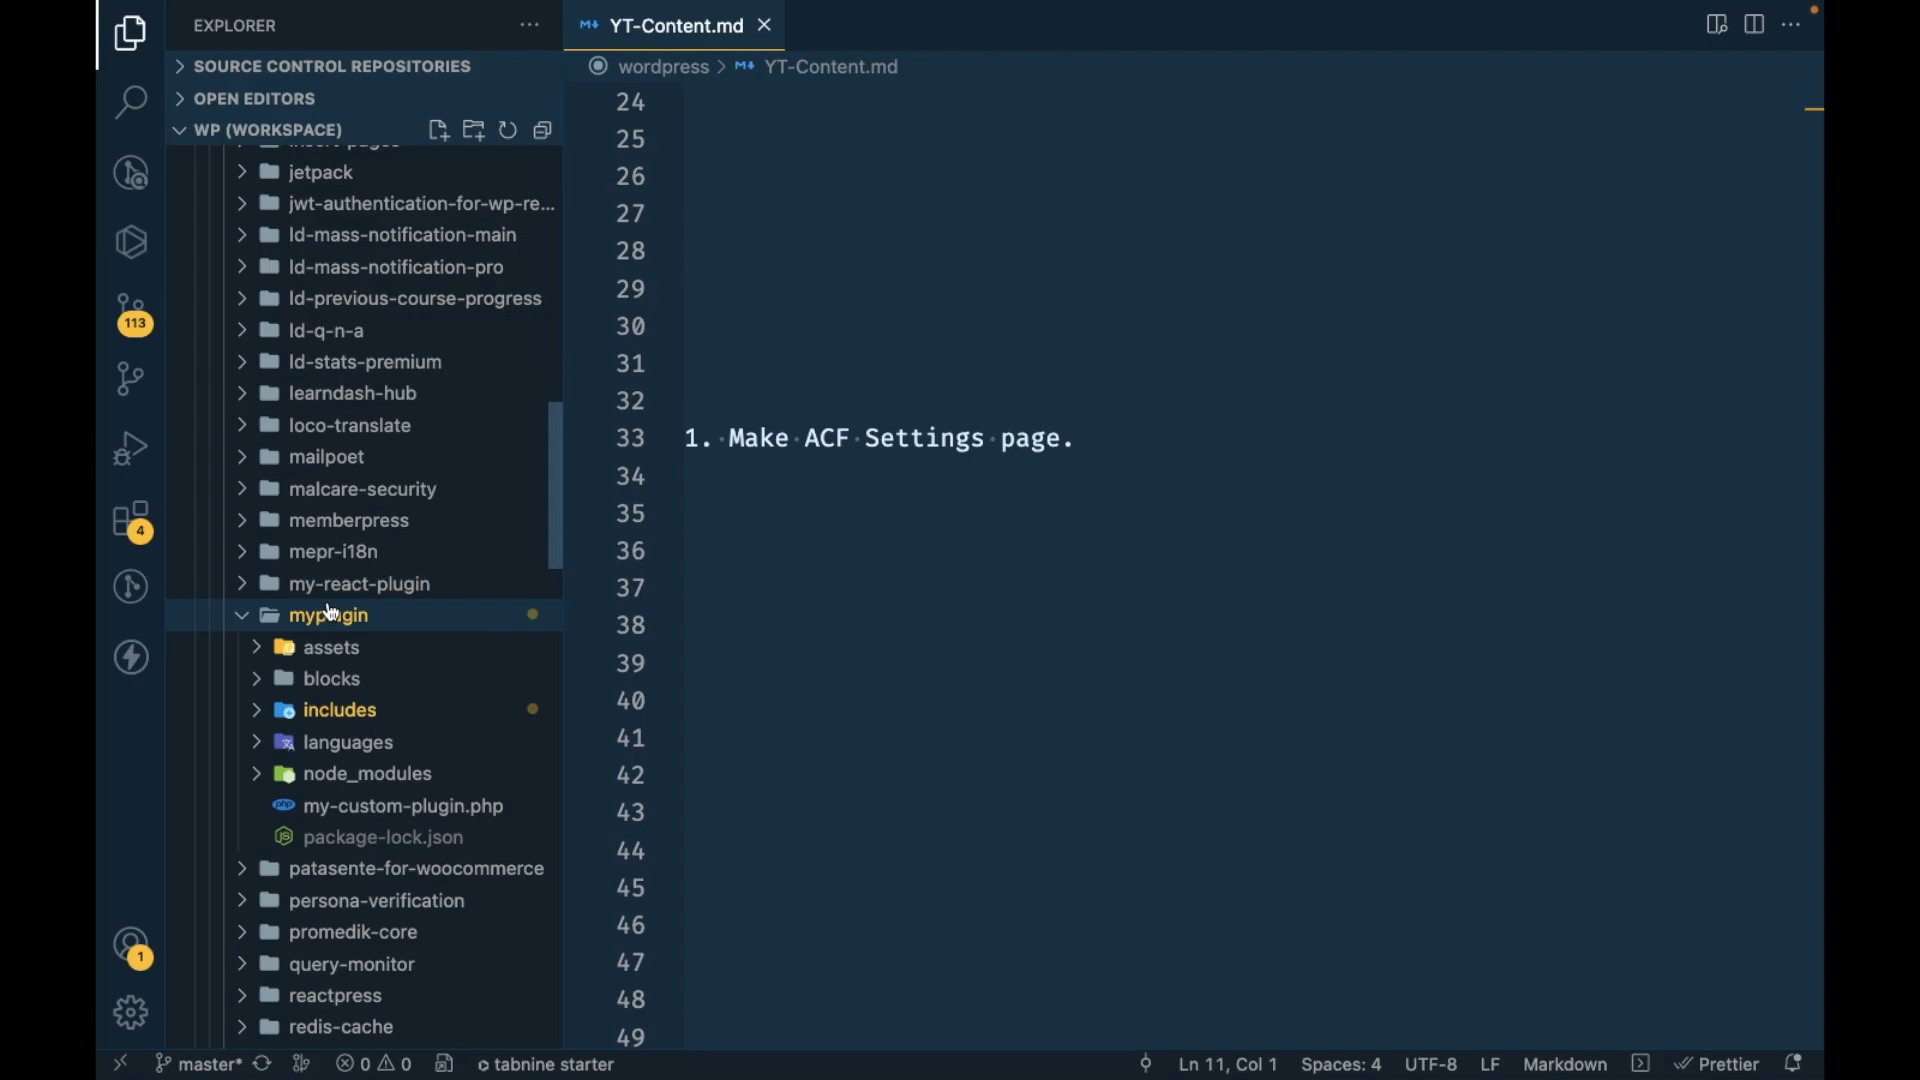 EXPLORER
YT-Content.md
SOURCE CONTROL REPOSITORIES
wordpress > YT-Content.md
OPEN EDITORS
WP (WORKSPACE)
jetpack
jwt-authentication-for-wp-re...
ld-mass-notification-main
ld-mass-notification-pro
ld-previous-course-progress
ld-q-n-a
ld-stats-premium
learndash-hub
loco-translate
mailpoet
malcare-security
memberpress
mepr-i18n
my-react-plugin
myplugin
assets
blocks
includes
languages
node_modules
php my-custom-plugin.php
package-lock.json
patasente-for-woocommerce
persona-verification
promedik-core
query-monitor
reactpress
redis-cache
113
4
1
24
25
26
27
28
29
30
31
32
33 1. Make ACF Settings page.
34
35
36
37
38
39
40
41
42
43
44
45
46
47
48
49
master* 0 0 tabnine starter Ln 11, Col 1 Spaces: 4 UTF-8 LF Markdown Prettier